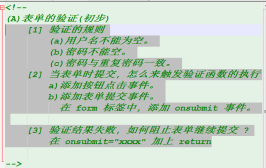 <!--
(A)表单的验证(初步)
[1] 验证的规则
(a)用户名不能为空。
(b)密码不能空。
(c)密码与重复密码一致。
[2] 当表单时提交，怎么来触发验证函数的执行
a)添加按钮点击事件。
b)添加表单提交事件。
在 form 标签中，添加 onsubmit 事件。
[3] 验证结果失败，如何阻止表单继续提交？
在 onsubmit="xxxx" 加上 return
-->